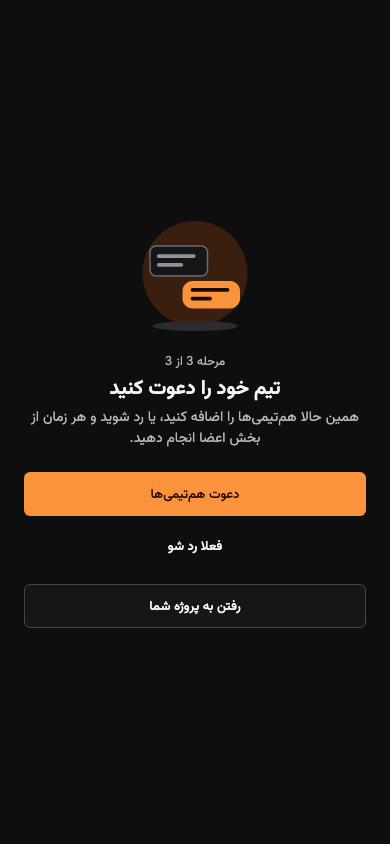 مرحله 3 از 3
تیم خود را دعوت کنید
همین حالا هم‌تیمی‌ها را اضافه کنید، یا رد شوید و هر زمان از
بخش اعضا انجام دهید.
دعوت هم‌تیمی‌ها
فعلا رد شو
رفتن به پروژه شما